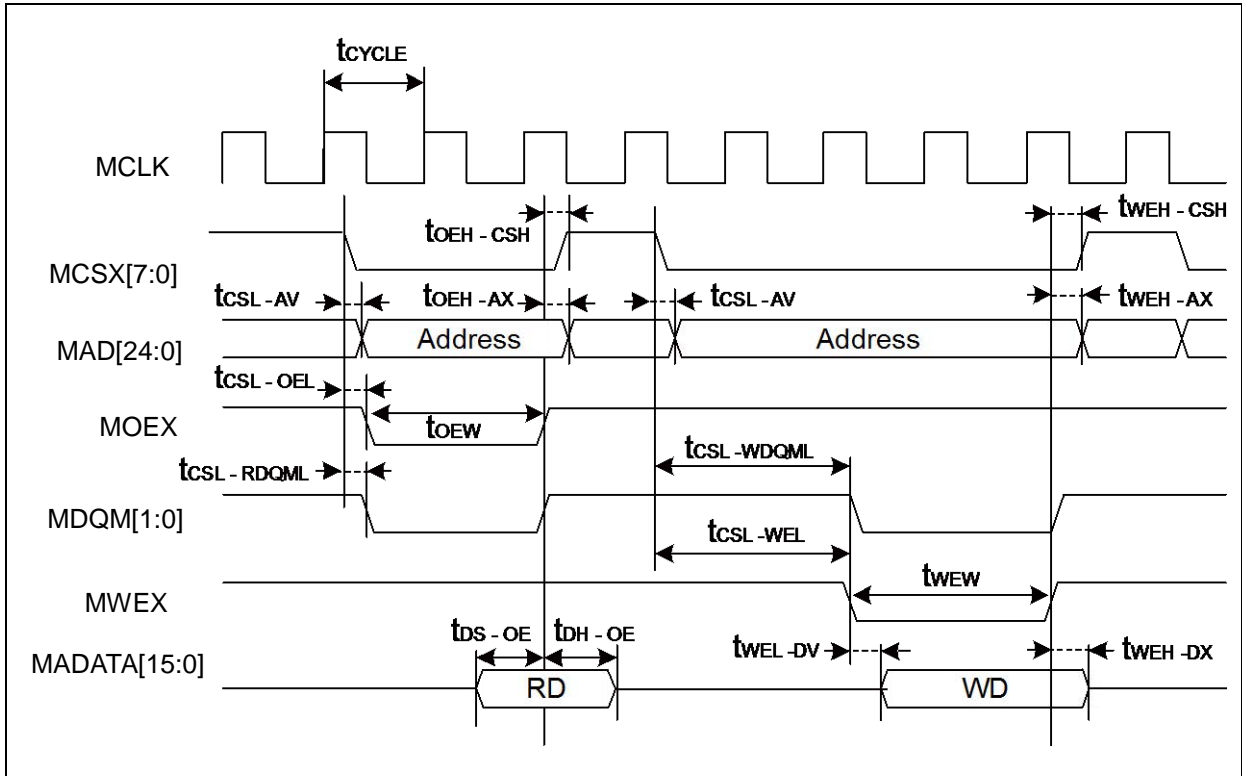 tCYCLE
MCLK
tOEH - CSH
tWEH - CSH
MCSX[7:0]
tCSL - AV
tOEH - AX
tCSL - AV
tWEH - AX
MAD[24:0]
Address
Address
tCSL - OEL
MOEX
tOEW
tCSL - RDQML
tCSL - WDQML
MDQM[1:0]
tCSL - WEL
tWEW
MWEX
tDS - OE
tDH - OE
tWEL - DV
tWEH - DX
MADATA[15:0]
RD
WD